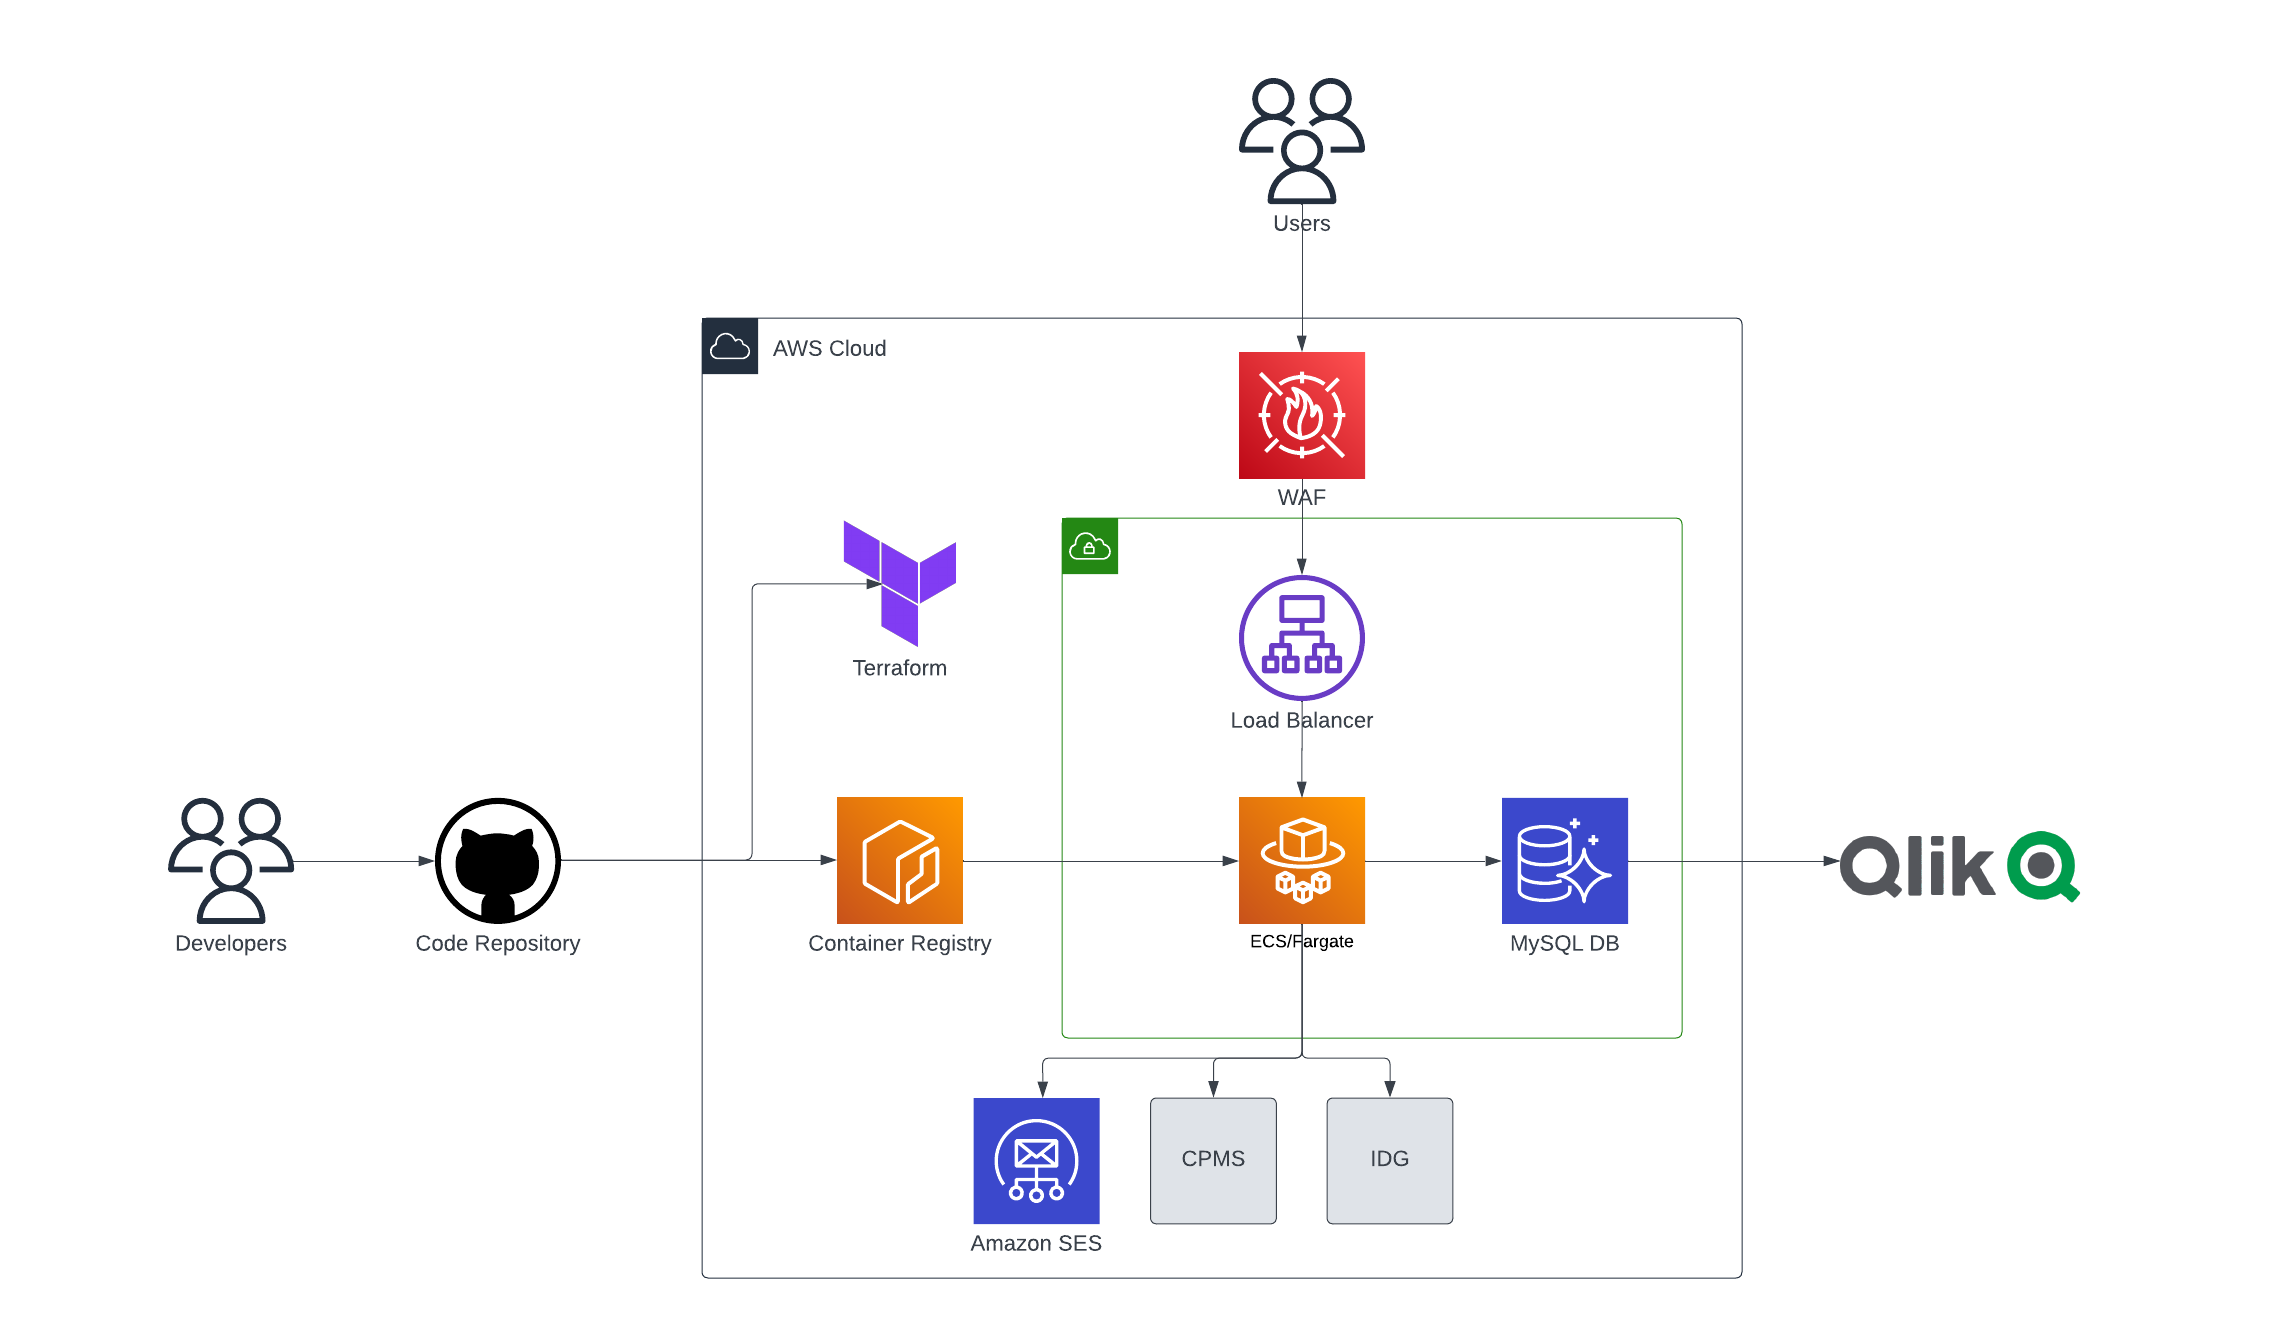 Users
AWS Cloud
WAF
Terraform
Load Balancer
Developers
Code Repository
Container Registry
ECS/Fargate
MySQL DB
Qlik
CPMS
IDG
Amazon SES